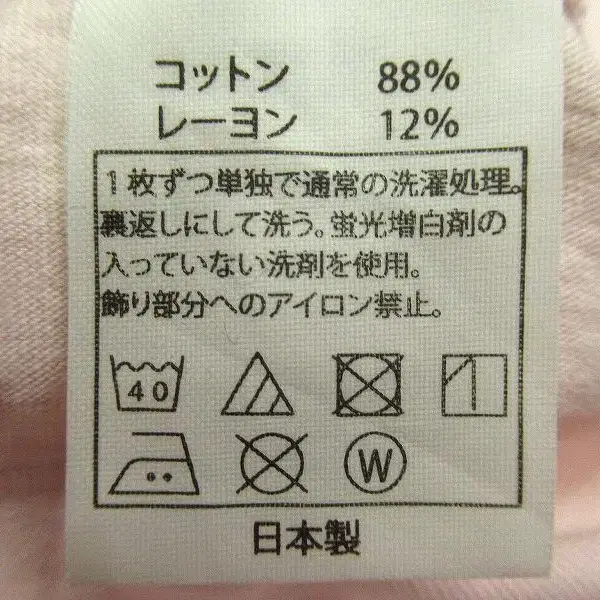 コットン 88%
レーヨン 12%
1枚ずつ単独で通常の洗濯処理。
裏返しにして洗う。蛍光増白剤の
入っていない洗剤を使用。
飾り部分へのアイロン禁止。
40
W
日本製